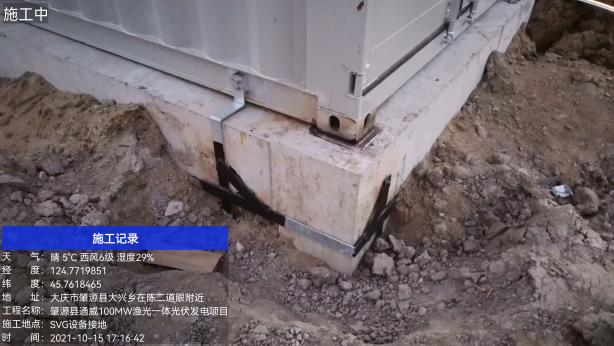 施工中
施工记录
天 气: 晴 5℃ 西风6级 湿度29%
经 度: 124.7719851
纬 度: 45.7618465
地 址: 大庆市肇源县大兴乡在陈二道眼附近
工程名称: 肇源县通威100MW渔光一体光伏发电项目
施工地点: SVG设备接地
时 间: 2021-10-15 17:16:42